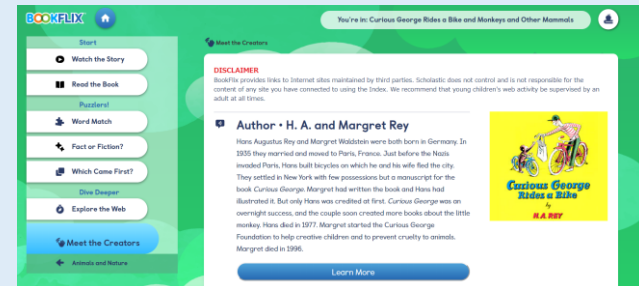 BOOKFLIX
You're in: Curious George Rides a Bike and Monkeys and Other Mammals
Start
Watch the Story
Read the Book
Puzzlers!
Word Match
Fact or Fiction?
Which Came First?
Dive Deeper
Explore the Web
Meet the Creators
Animals and Nature
Meet the Creators
DISCLAIMER
BookFlix provides links to Internet sites maintained by third parties. Scholastic does not control and is not responsible for the
content of any site you have connected to using the Index. We recommend that young children's web activity be supervised by an
adult at all times.
Author • H. A. and Margret Rey
Hans Augustus Rey and Margret Waldstein were both born in Germany. In
1935 they married and moved to Paris, France. Just before the Nazis
invaded Paris, Hans built bicycles on which he and his wife fled the city.
They settled in New York with few possessions but a manuscript for the
book Curious George. Margret had written the book and Hans had
illustrated it. But only Hans was credited at first. Curious George was an
overnight success, and the couple soon created more books about the little
monkey. Hans died in 1977. Margret started the Curious George
Foundation to help creative children and to prevent cruelty to animals.
Margret died in 1996.
Curious George
Rides a Bike
by
H.A. REY
Learn More